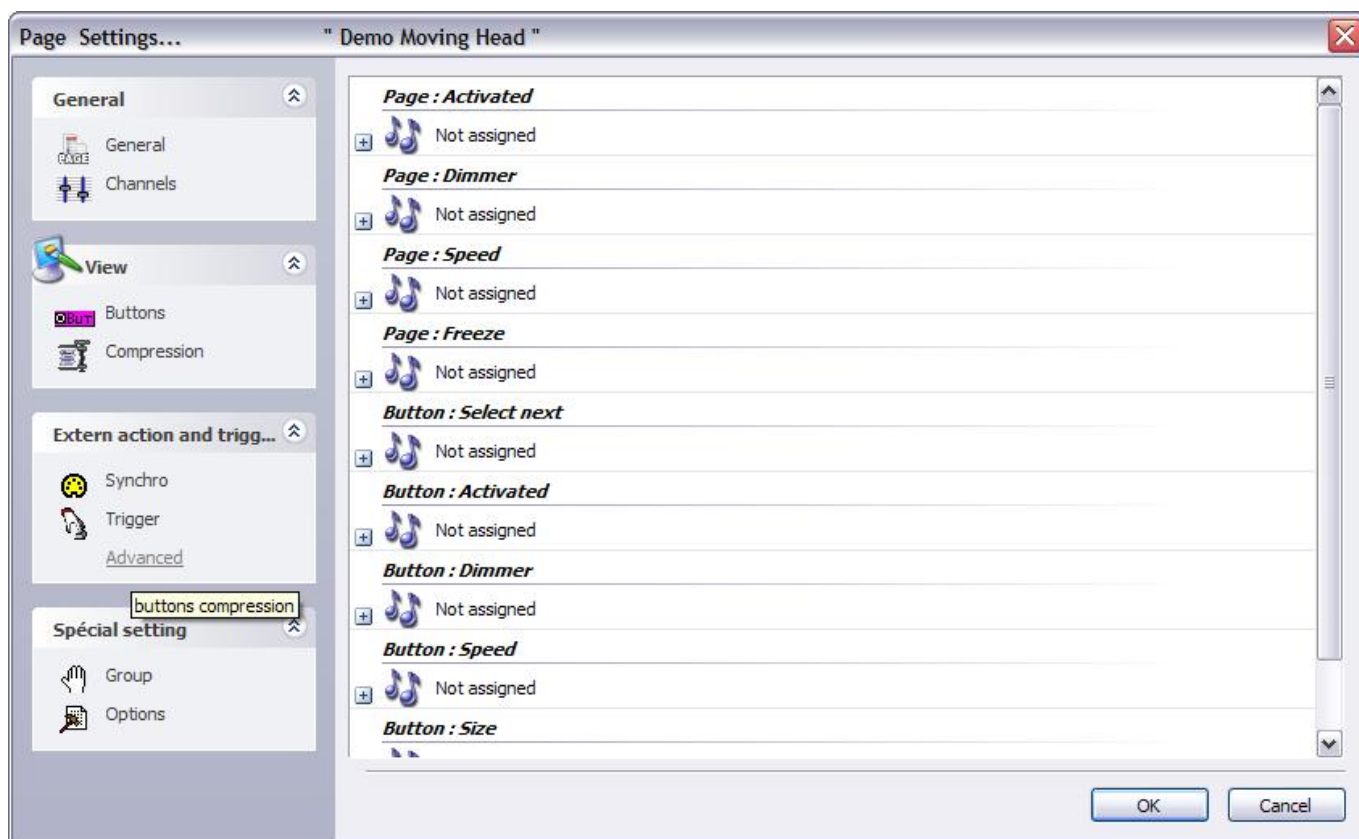 Page Settings... " Demo Moving Head "
General
General
PAGE
Channels
View
Buttons
BUT
Compression
Extern action and trigg...
Synchro
Trigger
Advanced
buttons compression
Spécial setting
Group
Options
Page : Activated
Not assigned
Page : Dimmer
Not assigned
Page : Speed
Not assigned
Page : Freeze
Not assigned
Button : Select next
Not assigned
Button : Activated
Not assigned
Button : Dimmer
Not assigned
Button : Speed
Not assigned
Button : Size
OK Cancel